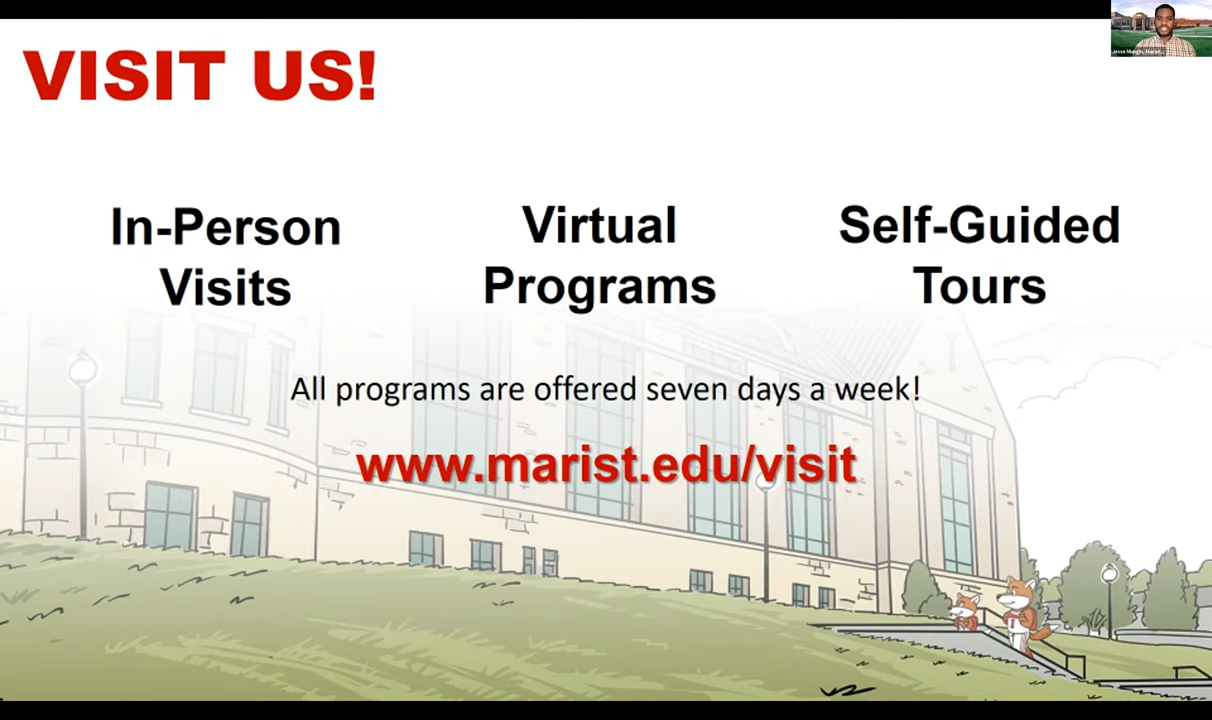 VISIT US!
In-Person
Visits
Virtual
Programs
Self-Guided
Tours
All programs are offered seven days a week!
www.marist.edu/visit